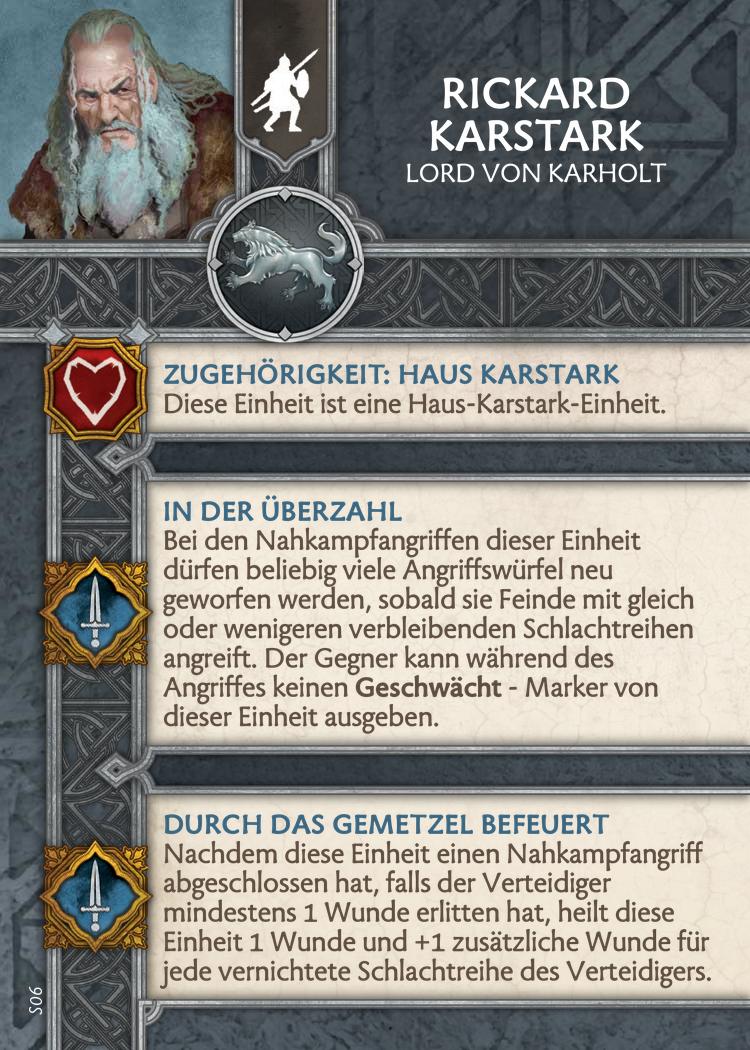 RICKARD
KARSTARK
LORD VON KARHOLT
ZUGEHÖRIGKEIT: HAUS KARSTARK
Diese Einheit ist eine Haus-Karstark-Einheit.
IN DER ÜBERZAHL
Bei den Nahkampfangriffen dieser Einheit
dürfen beliebig viele Angriffswürfel neu
geworfen werden, sobald sie Feinde mit gleich
oder wenigeren verbleibenden Schlachtreihen
angreift. Der Gegner kann während des
Angriffes keinen Geschwächt - Marker von
dieser Einheit ausgeben.
DURCH DAS GEMETZEL BEFEUERT
Nachdem diese Einheit einen Nahkampfangriff
abgeschlossen hat, falls der Verteidiger
mindestens 1 Wunde erlitten hat, heilt diese
Einheit 1 Wunde und +1 zusätzliche Wunde für
jede vernichtete Schlachtreihe des Verteidigers.
S06